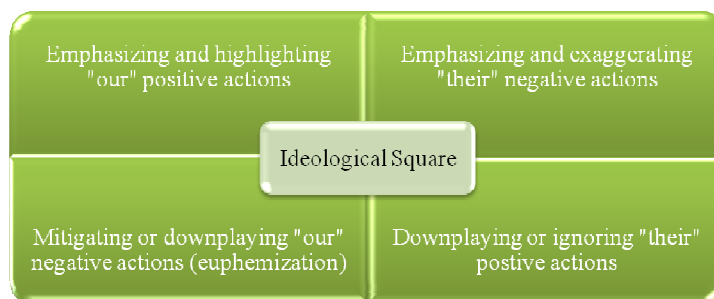 Emphasizing and highlighting
"our" positive actions
Emphasizing and exaggerating
"their" negative actions
Ideological Square
Mitigating or downplaying "our"
negative actions (euphemization)
Downplaying or ignoring "their"
postive actions